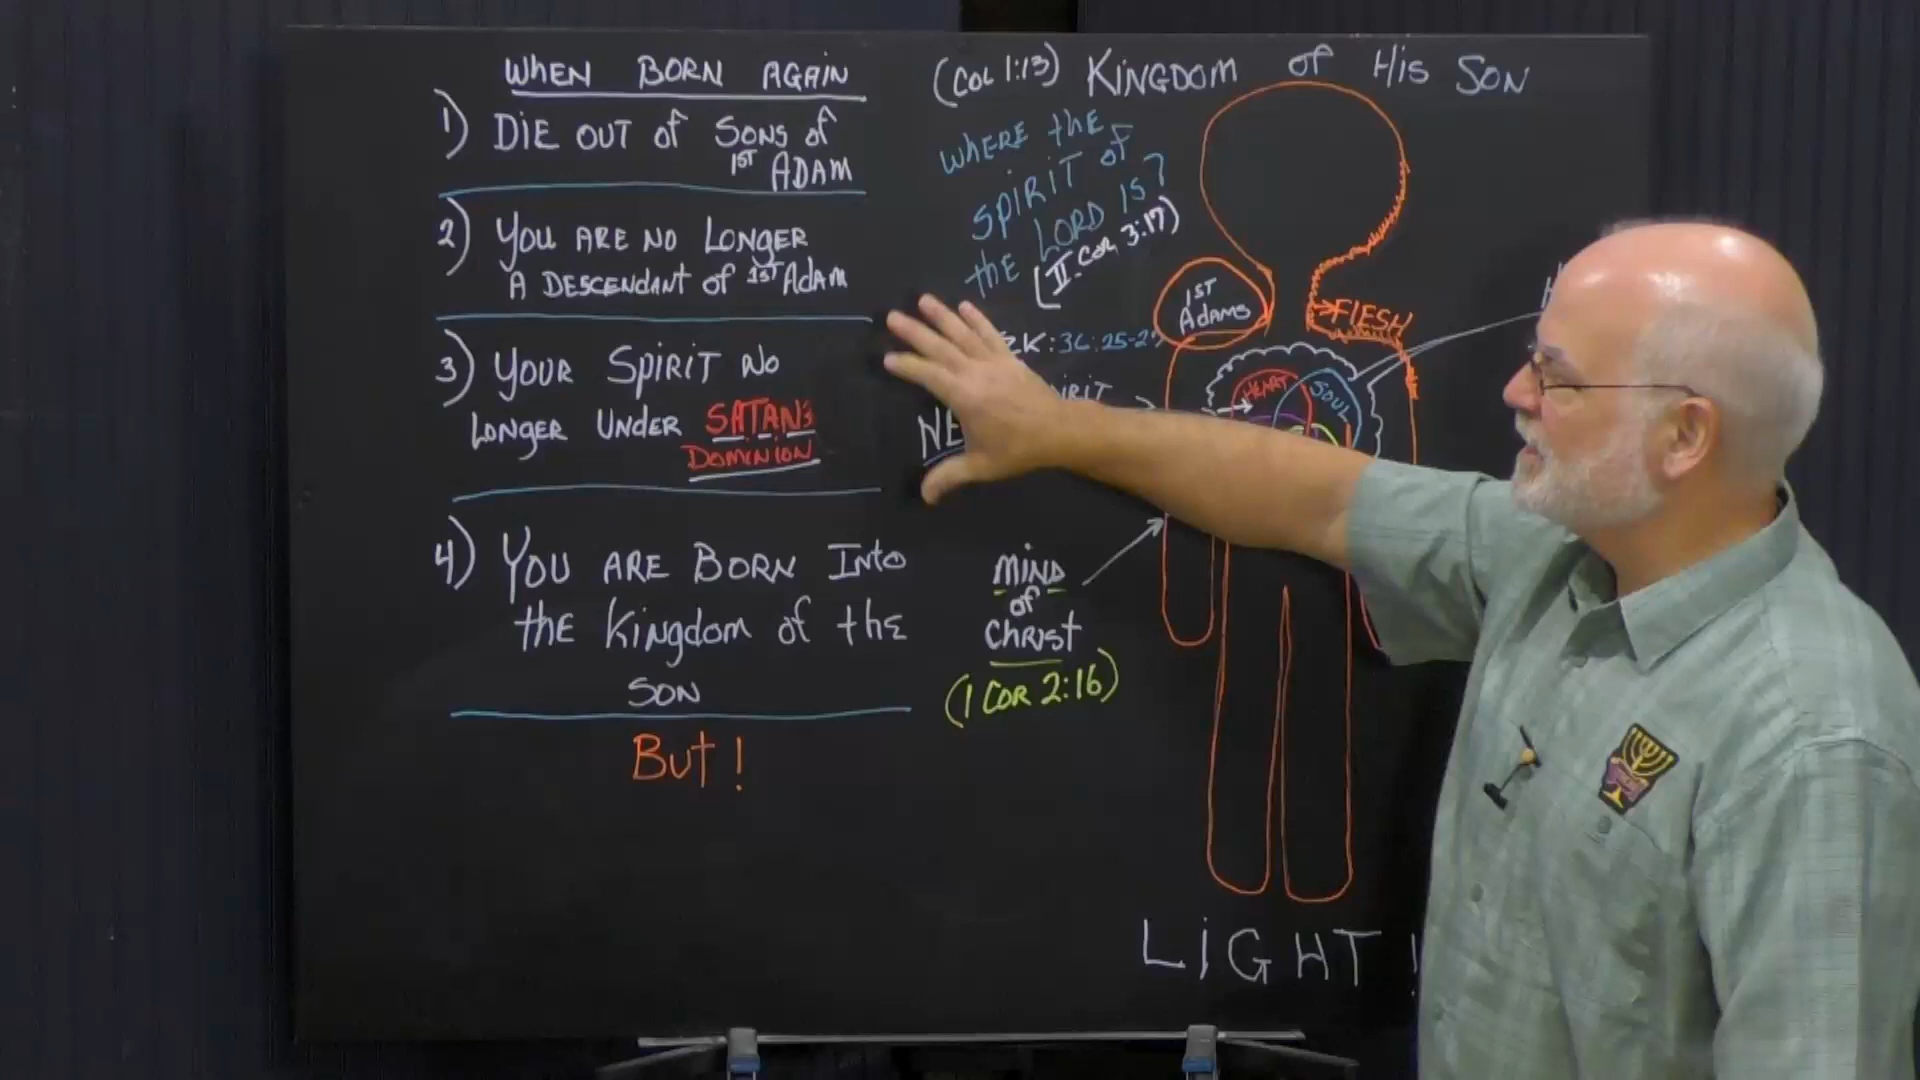 WHEN BORN AGAIN
1) DIE OUT OF SONS of
1ST ADAM
2) YOU ARE NO LONGER
A DESCENDANT of 1ST AdAM
3) YOUR SPIRIT NO
LONGER UNDER SATANS
DOMINION
4) YOU ARE BORN INto
tHE Kingdom of tHE
SON
But!
(COL 1:13) KINGDOM of His SON
WHERE tHE
SPIRIT of
tHE LORD IS?
[II COR 3:17)
1ST
Adams
FlESH
HEART
SOUL
MIND
of
CHRIST
(1 COR 2:16)
LIGHT